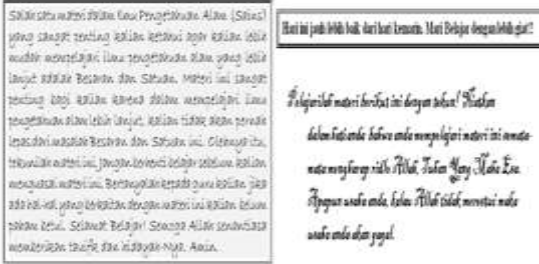 Salah satu materi dalam Ilmu Pengetahuan Alam (Sains)
yang sangat penting kalian ketahui agar kalian lebih
mudah mempelajari ilmu pengetahuan alam yang lebih
lanjut adalah Besaran dan Satuan. Materi ini sangat
penting bagi kalian karena dalam mempelajari ilmu
pengetahuan alam lebih lanjut, kalian tidak akan pernah
lepas dari masalah Besaran dan Satuan ini. Olehnya itu,
tekunilah materi ini, jangan berhenti belajar sebelum kalian
menguasai materi ini. Bertanyalah kepada guru kalian jika
ada hal-hal yang berkaitan dengan materi ini kalian belum
paham betul. Selamat Belajar! Semoga Allah senantiasa
memberikan taufik dan hidayah-Nya. Amin.
Hari ini jauh lebih baik dari hari kemarin. Mari Belajar dengan lebih giat!!
Pelajarilah materi berikut ini dengan tekun! Niatkan
dalam hati anda bahwa anda mempelajari materi ini semata-
mata mengharap ridho Allah, Tuhan Yang Maha Esa.
Apapun usaha anda, kalau Allah tidak merestui maka
usaha anda akan gagal.